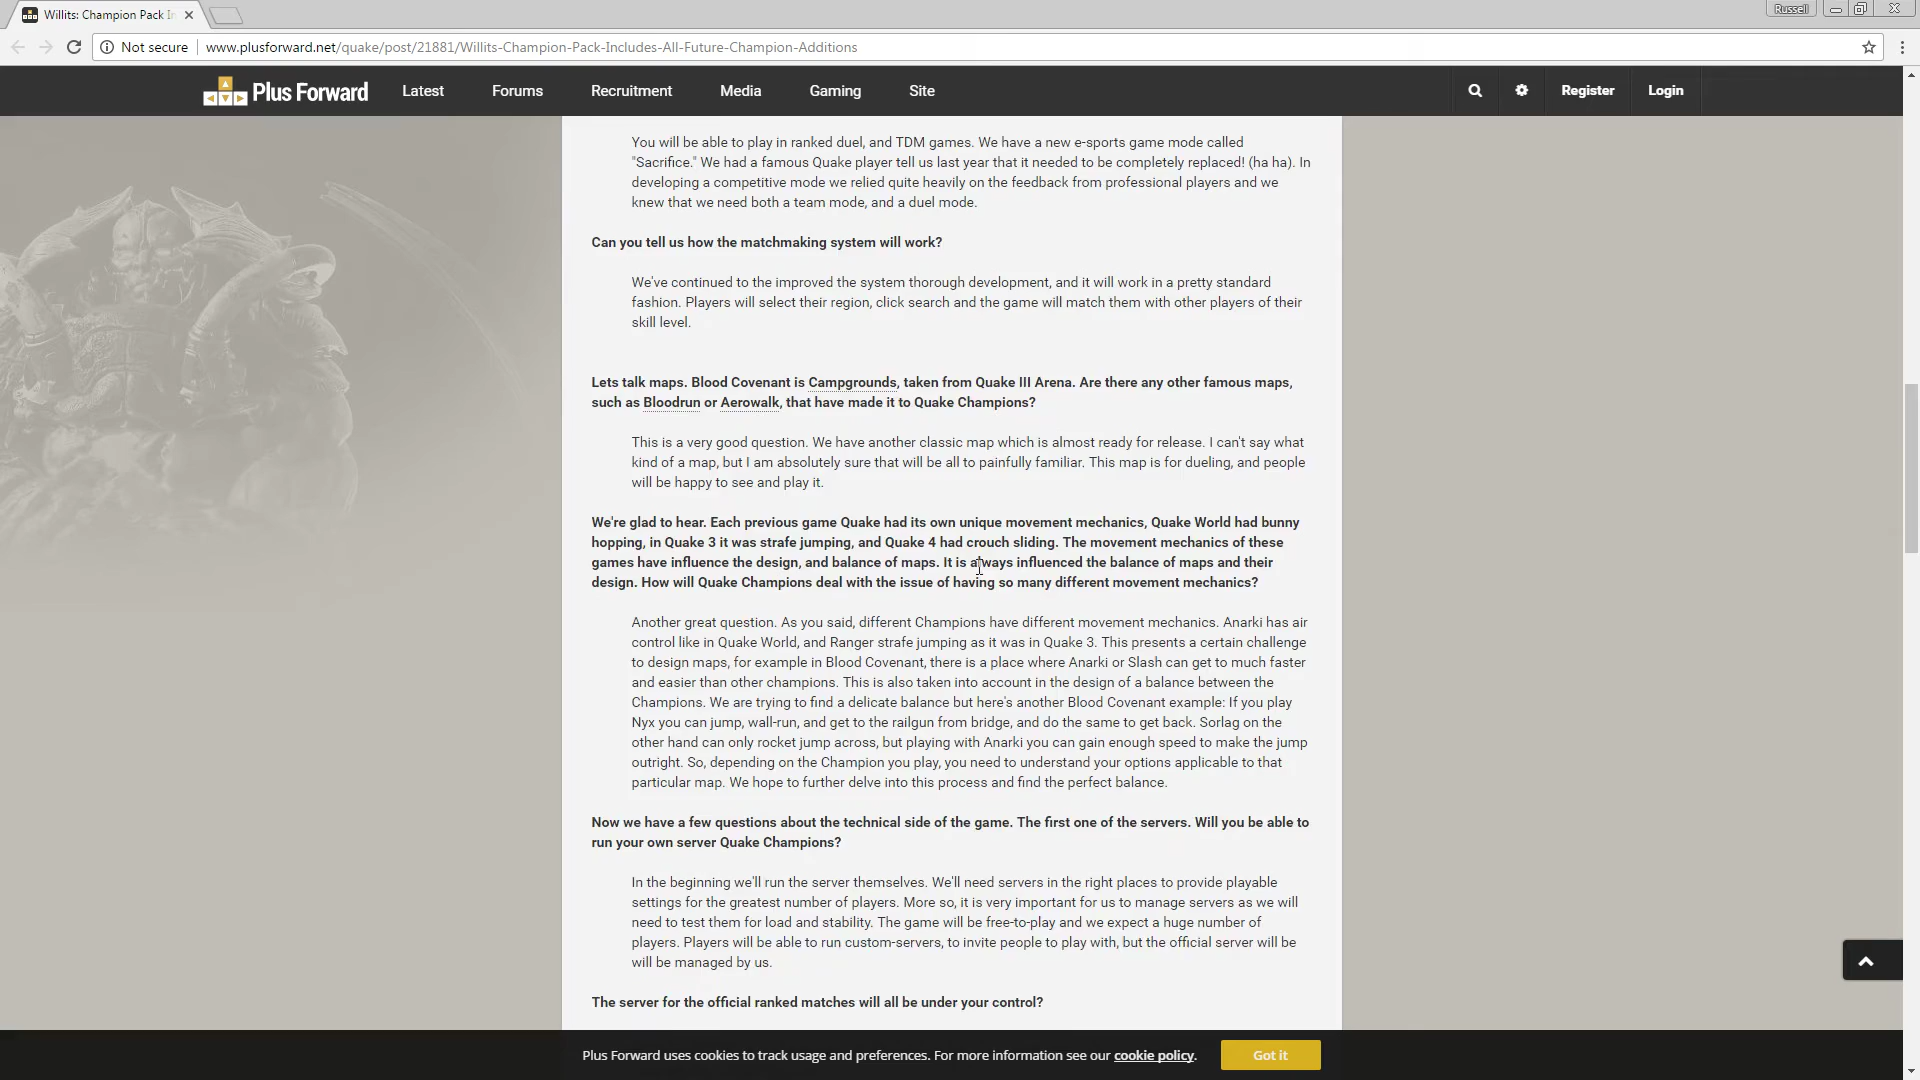 Willits: Champion Pack In
Russell
Not secure
www.plusforward.net/quake/post/21881/Willits-Champion-Pack-Includes-All-Future-Champion-Additions
Plus Forward
Latest
Forums
Recruitment
Media
Gaming
Site
Register
Login
You will be able to play in ranked duel, and TDM games. We have a new e-sports game mode called
"Sacrifice." We had a famous Quake player tell us last year that it needed to be completely replaced! (ha ha). In
developing a competitive mode we relied quite heavily on the feedback from professional players and we
knew that we need both a team mode, and a duel mode.
Can you tell us how the matchmaking system will work?
We've continued to the improved the system thorough development, and it will work in a pretty standard
fashion. Players will select their region, click search and the game will match them with other players of their
skill level.
Lets talk maps. Blood Covenant is Campgrounds, taken from Quake III Arena. Are there any other famous maps,
such as Bloodrun or Aerowalk, that have made it to Quake Champions?
This is a very good question. We have another classic map which is almost ready for release. I can't say what
kind of a map, but I am absolutely sure that will be all to painfully familiar. This map is for dueling, and people
will be happy to see and play it.
We're glad to hear. Each previous game Quake had its own unique movement mechanics, Quake World had bunny
hopping, in Quake 3 it was strafe jumping, and Quake 4 had crouch sliding. The movement mechanics of these
games have influence the design, and balance of maps. It is always influenced the balance of maps and their
design. How will Quake Champions deal with the issue of having so many different movement mechanics?
Another great question. As you said, different Champions have different movement mechanics. Anarki has air
control like in Quake World, and Ranger strafe jumping as it was in Quake 3. This presents a certain challenge
to design maps, for example in Blood Covenant, there is a place where Anarki or Slash can get to much faster
and easier than other champions. This is also taken into account in the design of a balance between the
Champions. We are trying to find a delicate balance but here's another Blood Covenant example: If you play
Nyx you can jump, wall-run, and get to the railgun from bridge, and do the same to get back. Sorlag on the
other hand can only rocket jump across, but playing with Anarki you can gain enough speed to make the jump
outright. So, depending on the Champion you play, you need to understand your options applicable to that
particular map. We hope to further delve into this process and find the perfect balance.
Now we have a few questions about the technical side of the game. The first one of the servers. Will you be able to
run your own server Quake Champions?
In the beginning we'll run the server themselves. We'll need servers in the right places to provide playable
settings for the greatest number of players. More so, it is very important for us to manage servers as we will
need to test them for load and stability. The game will be free-to-play and we expect a huge number of
players. Players will be able to run custom-servers, to invite people to play with, but the official server will be
will be managed by us.
The server for the official ranked matches will all be under your control?
Plus Forward uses cookies to track usage and preferences. For more information see our cookie policy.
Got it